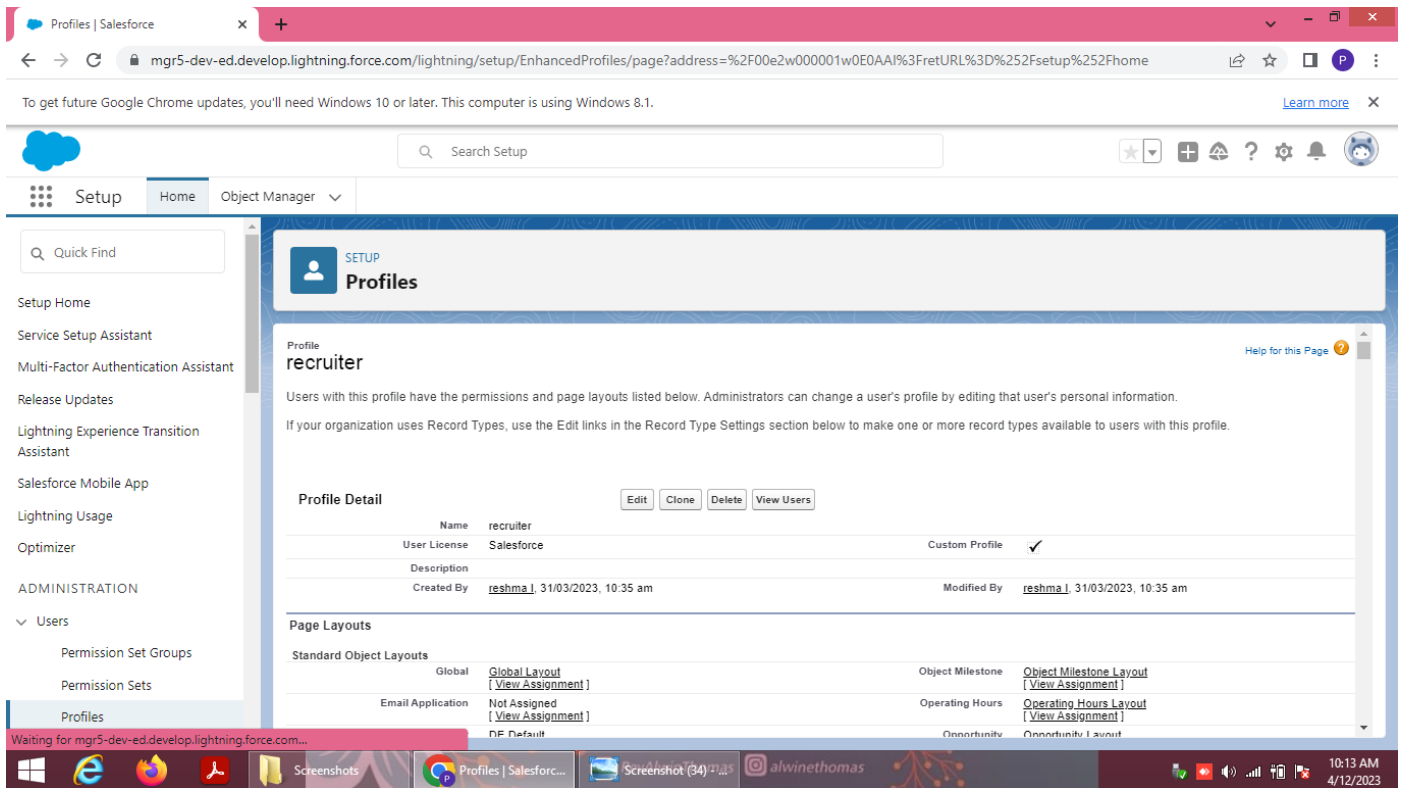 Profiles | Salesforce
mgr5-dev-ed.develop.lightning.force.com/lightning/setup/EnhancedProfiles/page?address=%2F00e2w000001w0E0AAI%3FretURL%3D%252Fsetup%252Fhome
P
To get future Google Chrome updates, you'll need Windows 10 or later. This computer is using Windows 8.1.
Learn more
Search Setup
Setup
Home
Object Manager
Quick Find
Setup Home
Service Setup Assistant
Multi-Factor Authentication Assistant
Release Updates
Lightning Experience Transition
Assistant
Salesforce Mobile App
Lightning Usage
Optimizer
ADMINISTRATION
Users
Permission Set Groups
Permission Sets
Profiles
SETUP
Profiles
Profile
recruiter
Help for this Page
Users with this profile have the permissions and page layouts listed below. Administrators can change a user's profile by editing that user's personal information.
If your organization uses Record Types, use the Edit links in the Record Type Settings section below to make one or more record types available to users with this profile.
Profile Detail
Edit
Clone
Delete
View Users
Name recruiter
User License Salesforce
Custom Profile
Description
Created By reshma l, 31/03/2023, 10:35 am
Modified By reshma l, 31/03/2023, 10:35 am
Page Layouts
Standard Object Layouts
Global Global Layout
[ View Assignment ]
Object Milestone Object Milestone Layout
[ View Assignment ]
Email Application Not Assigned
[ View Assignment ]
Operating Hours Operating Hours Layout
[ View Assignment ]
DE Default
Opportunity Opportunity Layout
Waiting for mgr5-dev-ed.develop.lightning.force.com...
Screenshots
Profiles | Salesforc...
Screenshot (34) - ...
alwinethomas
10:13 AM
4/12/2023